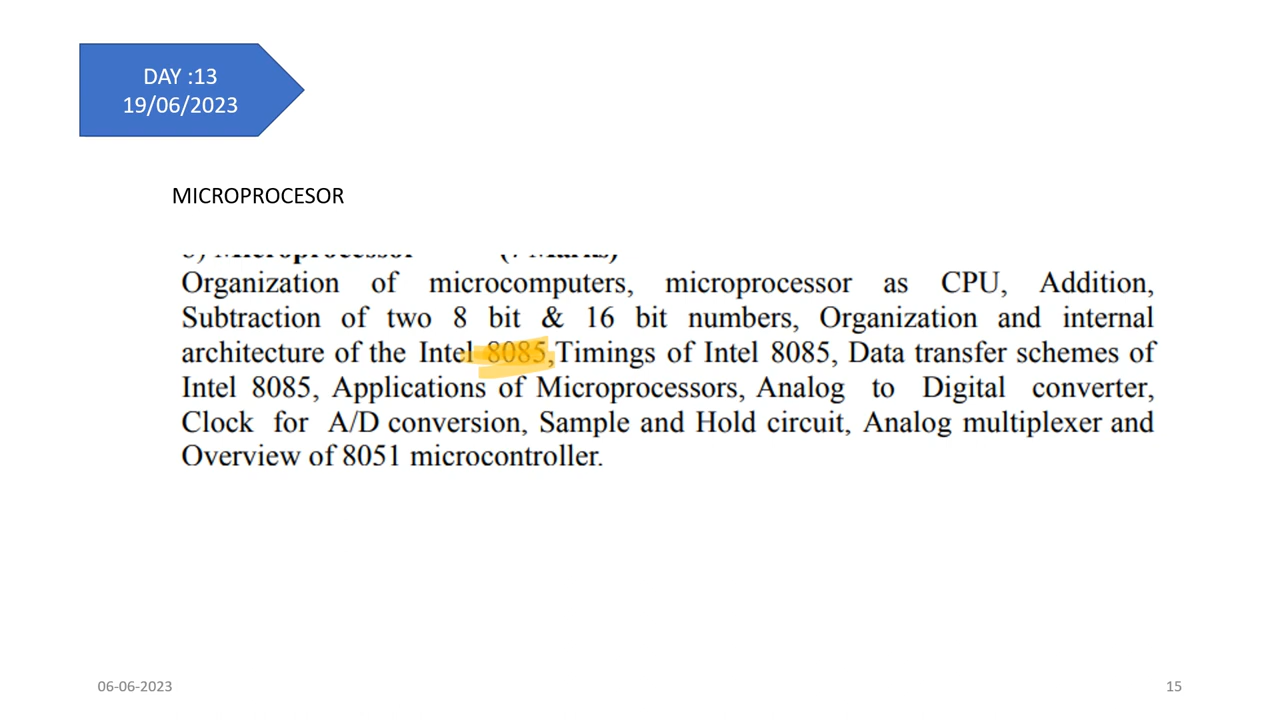 DAY :13
19/06/2023
MICROPROCESOR
Organization of microcomputers, microprocessor as CPU, Addition,
Subtraction of two 8 bit & 16 bit numbers, Organization and internal
architecture of the Intel 8085,Timings of Intel 8085, Data transfer schemes of
Intel 8085, Applications of Microprocessors, Analog to Digital converter,
Clock for A/D conversion, Sample and Hold circuit, Analog multiplexer and
Overview of 8051 microcontroller.
06-06-2023
15